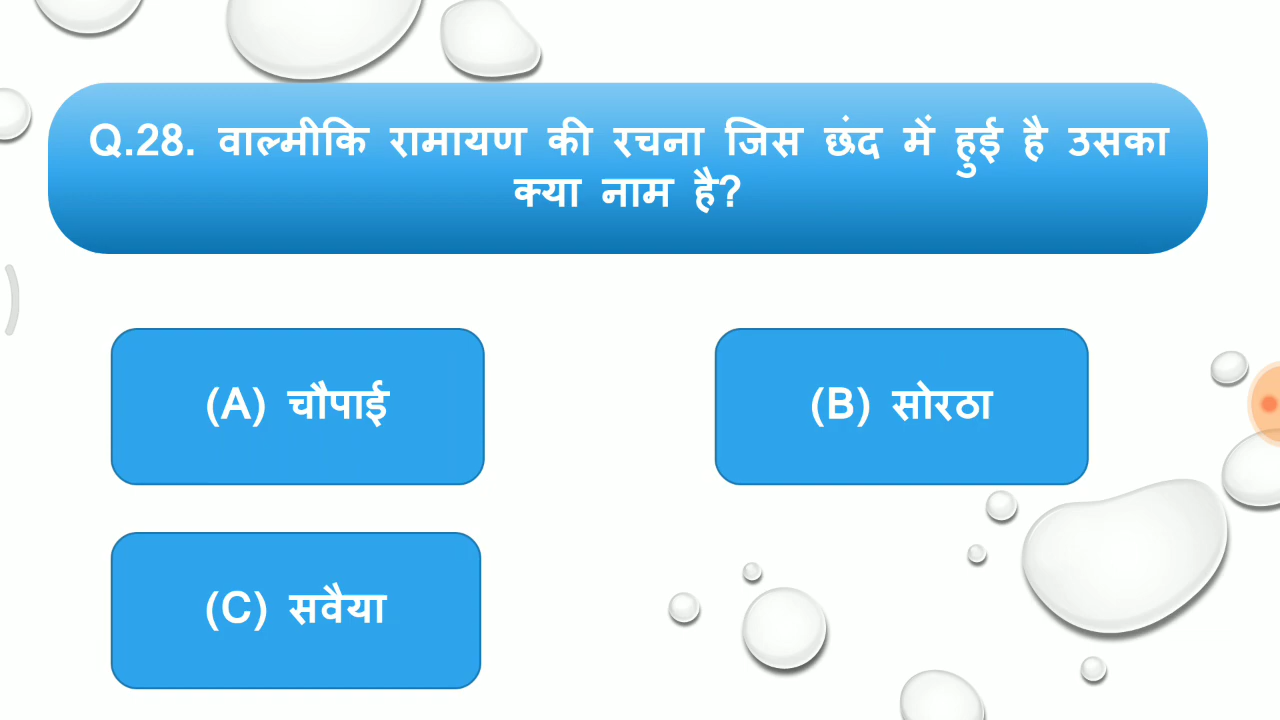 Q.28. वाल्मीकि रामायण की रचना जिस छंद में हुई है उसका
क्या नाम है?
(A) चौपाई
(B) सोरठा
(C) सवैया